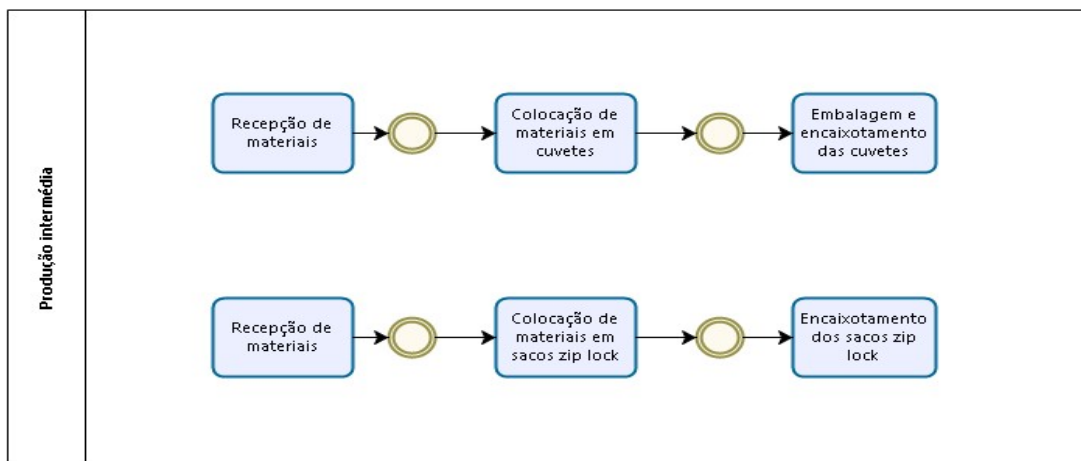 Produção intermédia
Recepção de
materiais
Colocação de
materiais em
cuvetes
Embalagem e
encaixotamento
das cuvetes
Recepção de
materiais
Colocação de
materiais em
sacos zip lock
Encaixotamento
dos sacos zip
lock